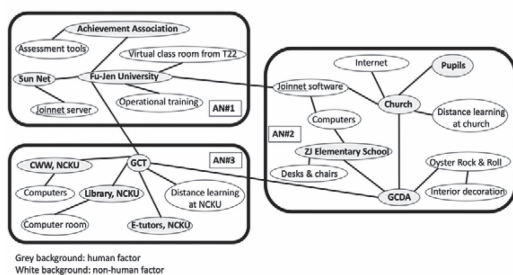 Achievement Association
Assessment tools
Virtual class room from T22
Sun Net
Fu-Jen University
Joinnet server
Operational training
AN#1
Internet
Pupils
Joinnet software
Church
Computers
Distance learning
at church
AN#2
ZJ Elementary School
Desks & chairs
Oyster Rock & Roll
GCDA
Interior decoration
CWW, NCKU
GCT
AN#3
Computers
Library, NCKU
Distance learning
at NCKU
Computer room
E-tutors, NCKU
Grey background: human factor
White background: non-human factor